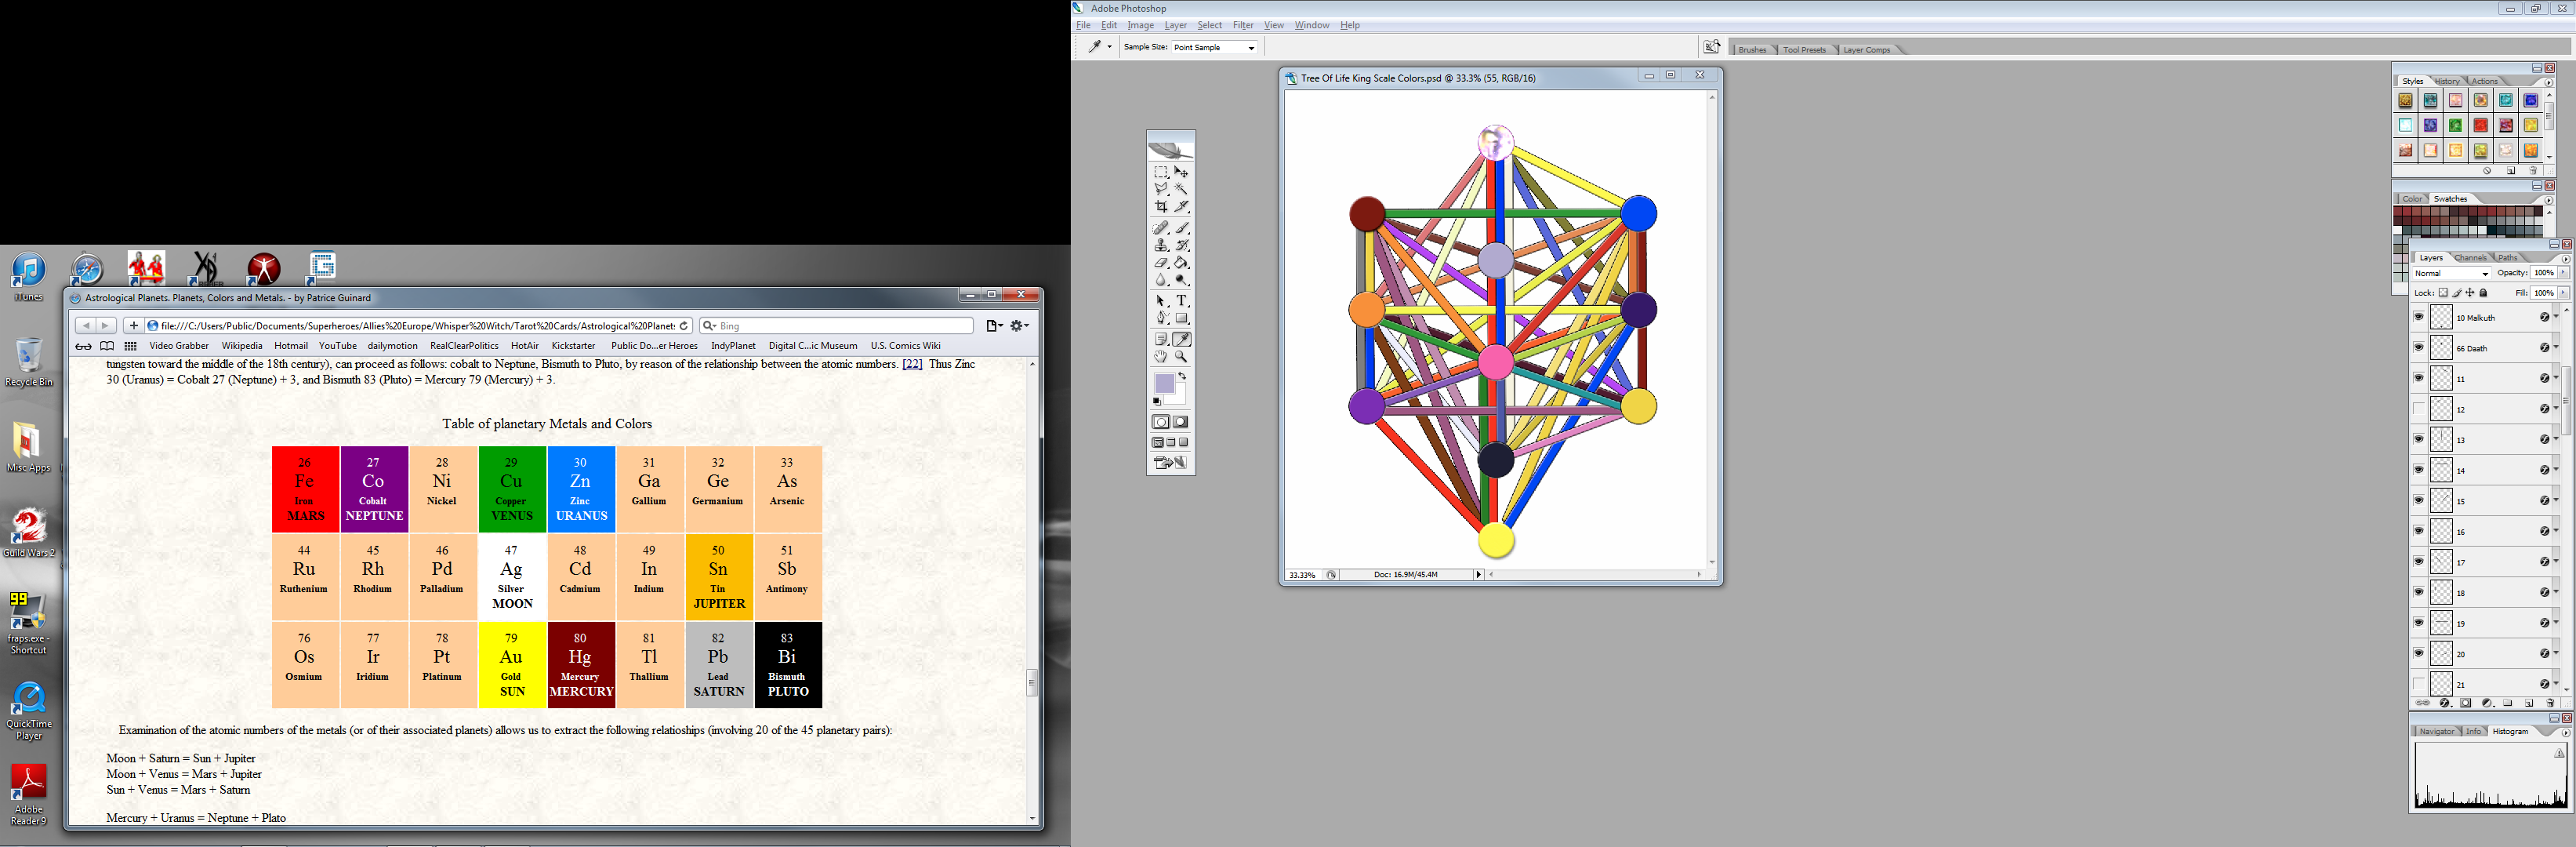 iTunes
Recycle Bin
Misc Apps
Guild Wars 2
99
fraps.exe -
Shortcut
QuickTime
Player
Adobe
Reader 9
Astrological Planets. Planets, Colors and Metals. - by Patrice Guinard
file:///C:/Users/Public/Documents/Superheroes/Allies%20Europe/Whisper%20Witch/Tarot%20Cards/Astrological%20Planet
Bing
Video Grabber Wikipedia Hotmail YouTube dailymotion RealClearPolitics HotAir Kickstarter Public Do...er Heroes IndyPlanet Digital C...ic Museum U.S. Comics Wiki
tungsten toward the middle of the 18th century), can proceed as follows: cobalt to Neptune, Bismuth to Pluto, by reason of the relationship between the atomic numbers. [22] Thus Zinc
30 (Uranus) = Cobalt 27 (Neptune) + 3, and Bismuth 83 (Pluto) = Mercury 79 (Mercury) + 3.
Table of planetary Metals and Colors
26 27 28 29 30 31 32 33
Fe Co Ni Cu Zn Ga Ge As
Iron Cobalt Nickel Copper Zinc Gallium Germanium Arsenic
MARS NEPTUNE VENUS URANUS
44 45 46 47 48 49 50 51
Ru Rh Pd Ag Cd In Sn Sb
Ruthenium Rhodium Palladium Silver Cadmium Indium Tin Antimony
MOON JUPITER
76 77 78 79 80 81 82 83
Os Ir Pt Au Hg Tl Pb Bi
Osmium Iridium Platinum Gold Mercury Thallium Lead Bismuth
SUN MERCURY SATURN PLUTO
Examination of the atomic numbers of the metals (or of their associated planets) allows us to extract the following relatioships (involving 20 of the 45 planetary pairs):
Moon + Saturn = Sun + Jupiter
Moon + Venus = Mars + Jupiter
Sun + Venus = Mars + Saturn
Mercury + Uranus = Neptune + Plato
Adobe Photoshop
File Edit Image Layer Select Filter View Window Help
Sample Size: Point Sample
Brushes Tool Presets Layer Comps
Tree Of Life King Scale Colors.psd @ 33.3% (55, RGB/16)
33.33% Doc: 16.9M/45.4M
Styles History Actions
Color Swatches
Layers Channels Paths
Normal Opacity: 100%
Lock: Fill: 100%
10 Malkuth
66 Daath
11
12
13
14
15
16
17
18
19
20
21
Navigator Info Histogram